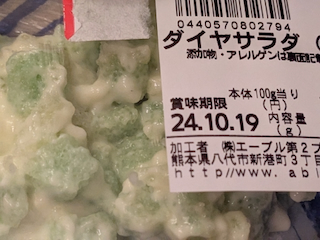 0440570802794
ダイヤサラダ（
添加物・アレルゲンは裏面記載
本体100g当り
賞味期限 (円)
24.10.19 内容量
(g)
加工者 ㈱エーブル第2プ
熊本県八代市新港町3丁目
http://www.abl